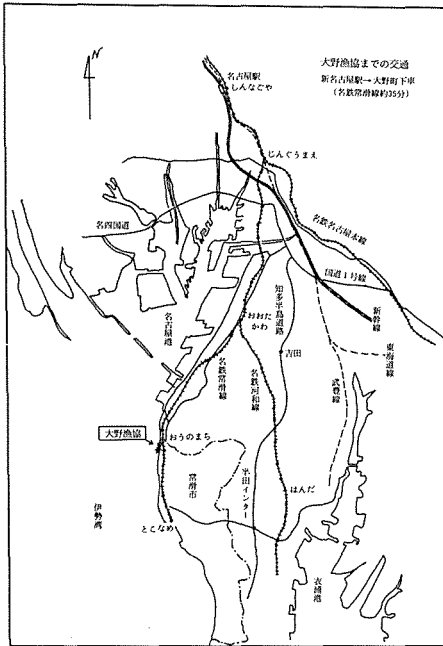 N
大野漁協までの交通
新名古屋駅→大野町下車
(名鉄常滑線約35分)
名古屋駅
しんなごや
じんぐうまえ
名鉄名古屋本線
名四国道
国道1号線
新幹線
東海道線
知多半島道路
名古屋港
おおた
かわ
吉田
武豊線
名鉄常滑線
名鉄河和線
大野漁協
おうのまち
常滑市
半田インター
はんだ
伊勢湾
とこなめ
衣浦港